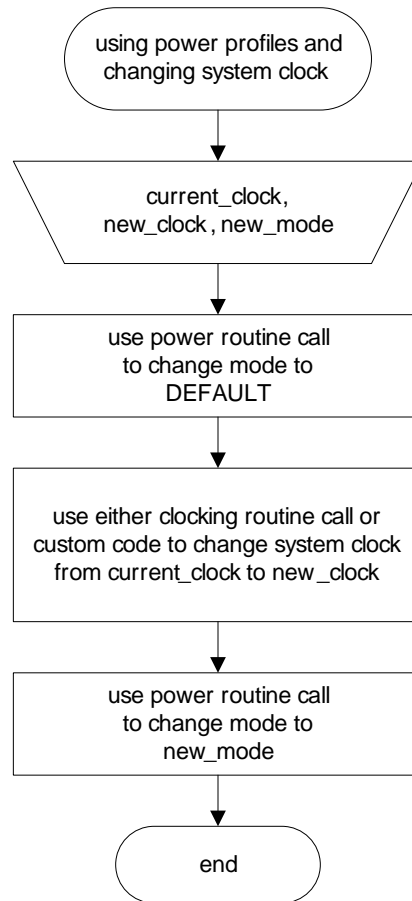 using power profiles and
changing system clock
current_clock,
new_clock, new_mode
use power routine call
to change mode to
DEFAULT
use either clocking routine call or
custom code to change system clock
from current_clock to new_clock
use power routine call
to change mode to
new_mode
end